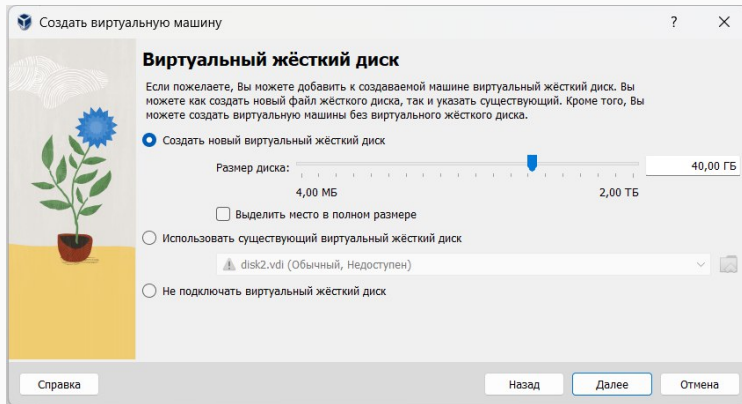 Создать виртуальную машину
?
Виртуальный жёсткий диск
Если пожелаете, Вы можете добавить к создаваемой машине виртуальный жёсткий диск. Вы
можете как создать новый файл жёсткого диска, так и указать существующий. Кроме того, Вы
можете создать виртуальную машины без виртуального жёсткого диска.
Создать новый виртуальный жёсткий диск
Размер диска:
40,00 ГБ
4,00 МБ
2,00 ТБ
Выделить место в полном размере
Использовать существующий виртуальный жёсткий диск
disk2.vdi (Обычный, Недоступен)
Не подключать виртуальный жёсткий диск
Справка
Назад
Далее
Отмена